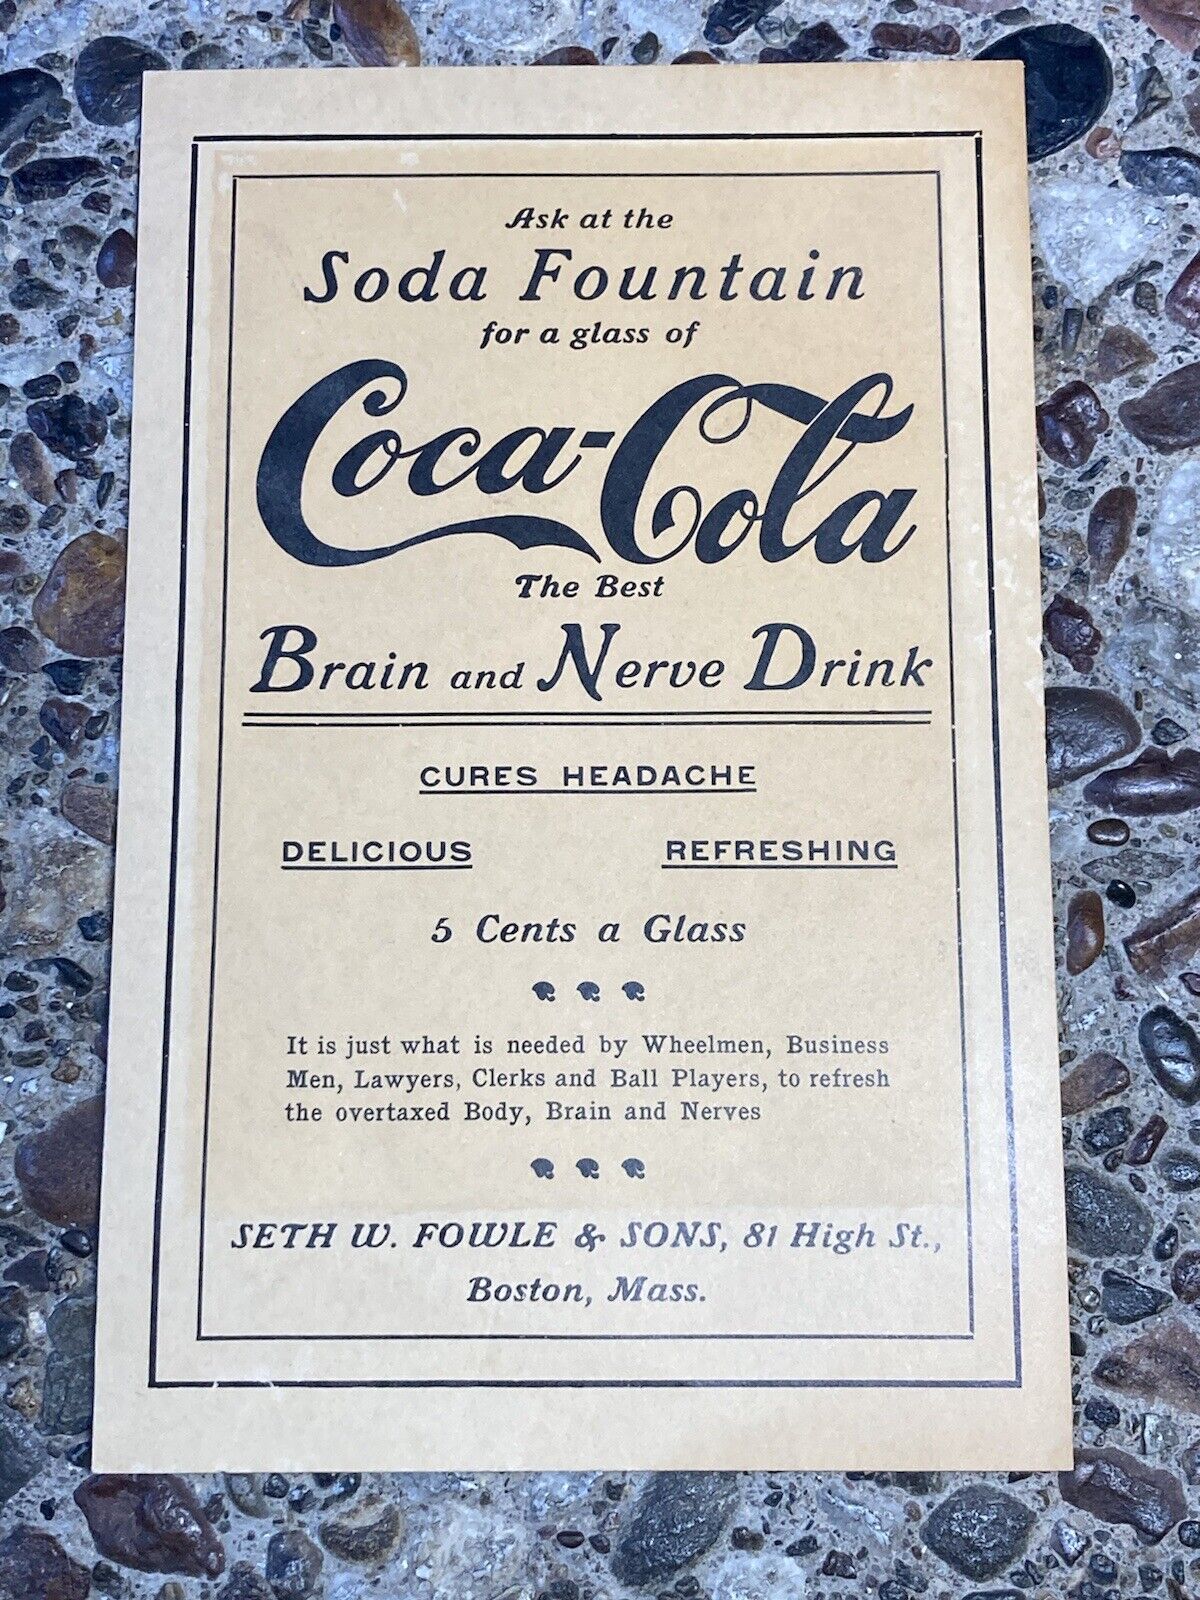 Ask at the
Soda Fountain
for a glass of
Coca-Cola
The Best
Brain and Nerve Drink
CURES HEADACHE
DELICIOUS REFRESHING
5 Cents a Glass
It is just what is needed by Wheelmen, Business
Men, Lawyers, Clerks and Ball Players, to refresh
the overtaxed Body, Brain and Nerves
SETH W. FOWLE & SONS, 81 High St.,
Boston, Mass.